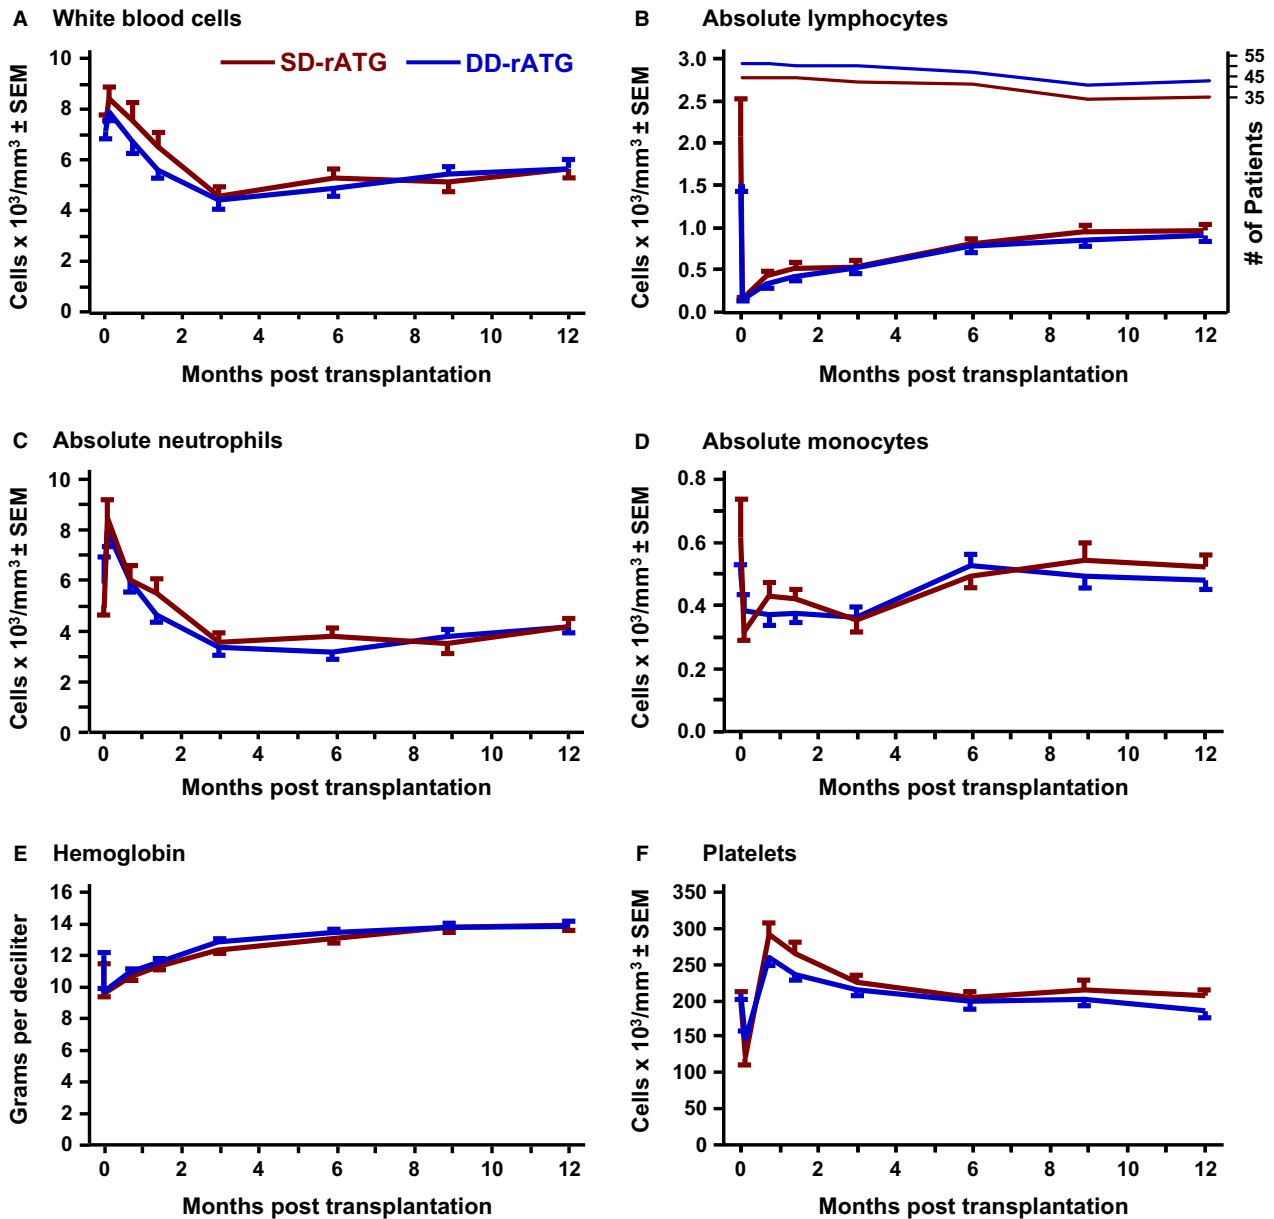 A White blood cells
SD-rATG DD-rATG
Cells x 10³/mm³ ± SEM
10
8
6
4
2
0
0 2 4 6 8 10 12
Months post transplantation
B Absolute lymphocytes
Cells x 10³/mm³ ± SEM
3.0
2.5
2.0
1.5
1.0
0.5
0.0
55
45
35
# of Patients
0 2 4 6 8 10 12
Months post transplantation
C Absolute neutrophils
Cells x 10³/mm³ ± SEM
10
8
6
4
2
0
0 2 4 6 8 10 12
Months post transplantation
D Absolute monocytes
Cells x 10³/mm³ ± SEM
0.8
0.6
0.4
0.2
0.0
0 2 4 6 8 10 12
Months post transplantation
E Hemoglobin
Grams per deciliter
16
14
12
10
8
6
4
2
0
0 2 4 6 8 10 12
Months post transplantation
F Platelets
Cells x 10³/mm³ ± SEM
350
300
250
200
150
100
50
0
0 2 4 6 8 10 12
Months post transplantation